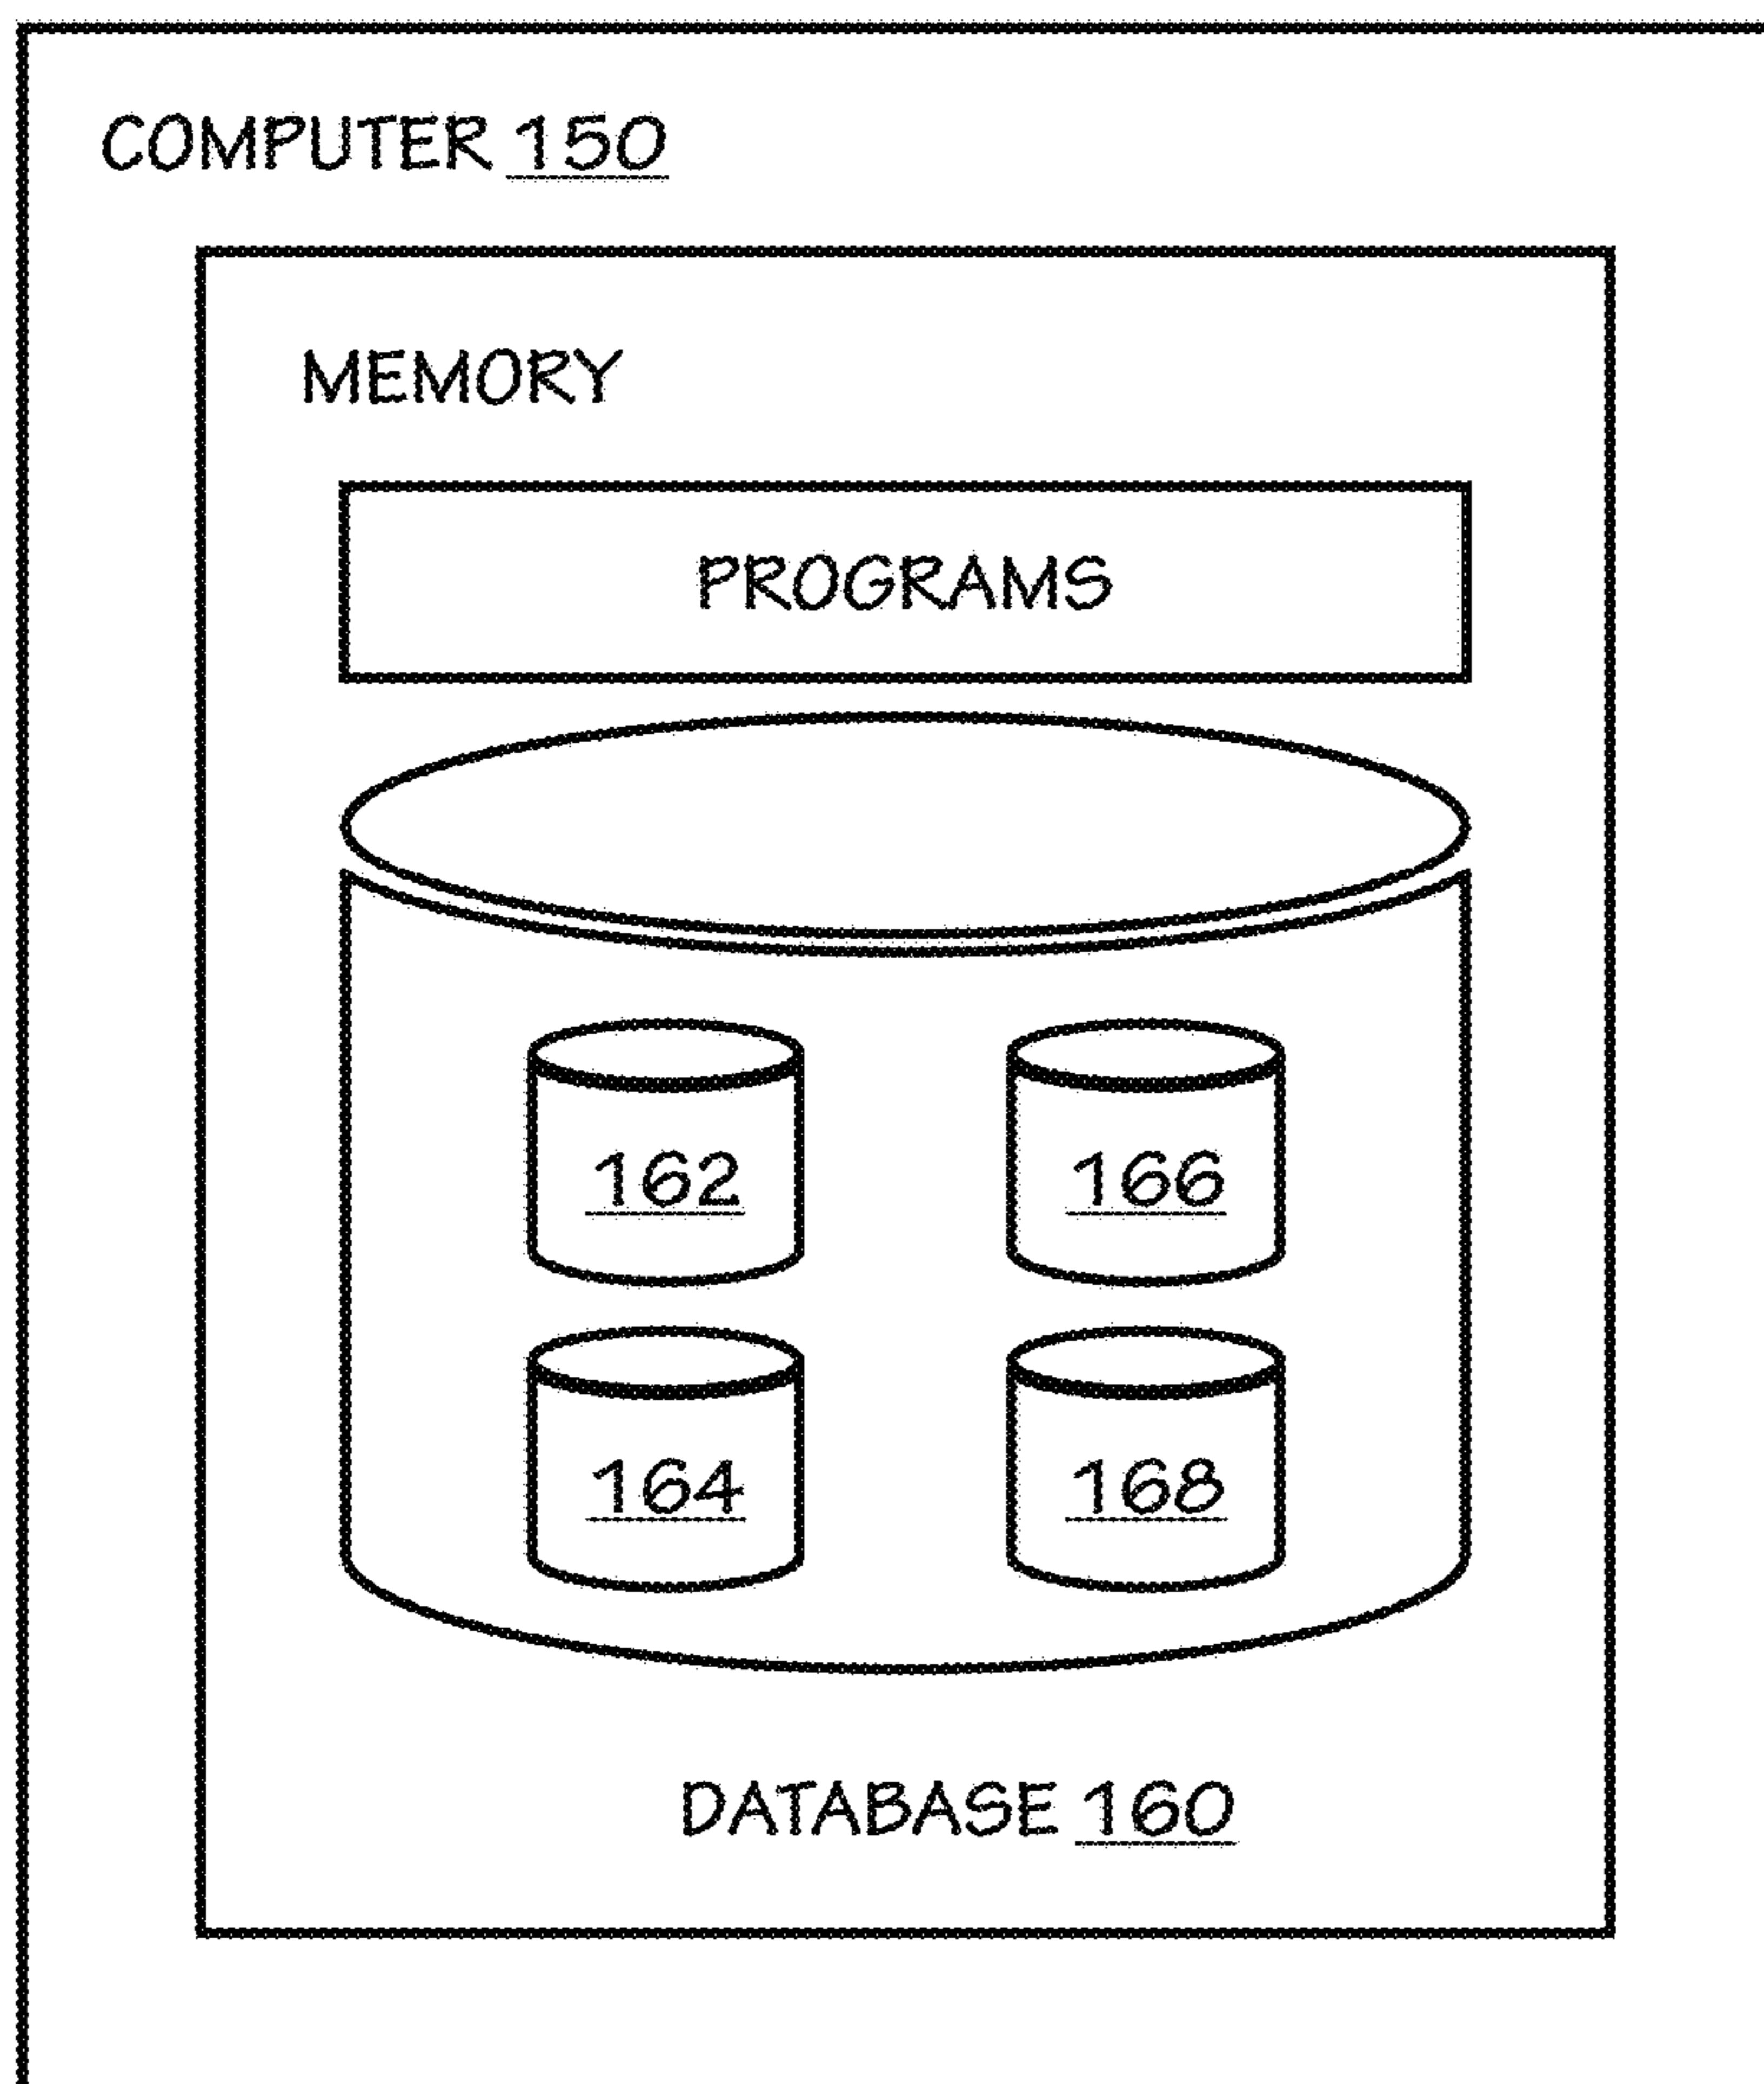 COMPUTER 150
MEMORY
PROGRAMS
162 166
164 168
DATABASE 160